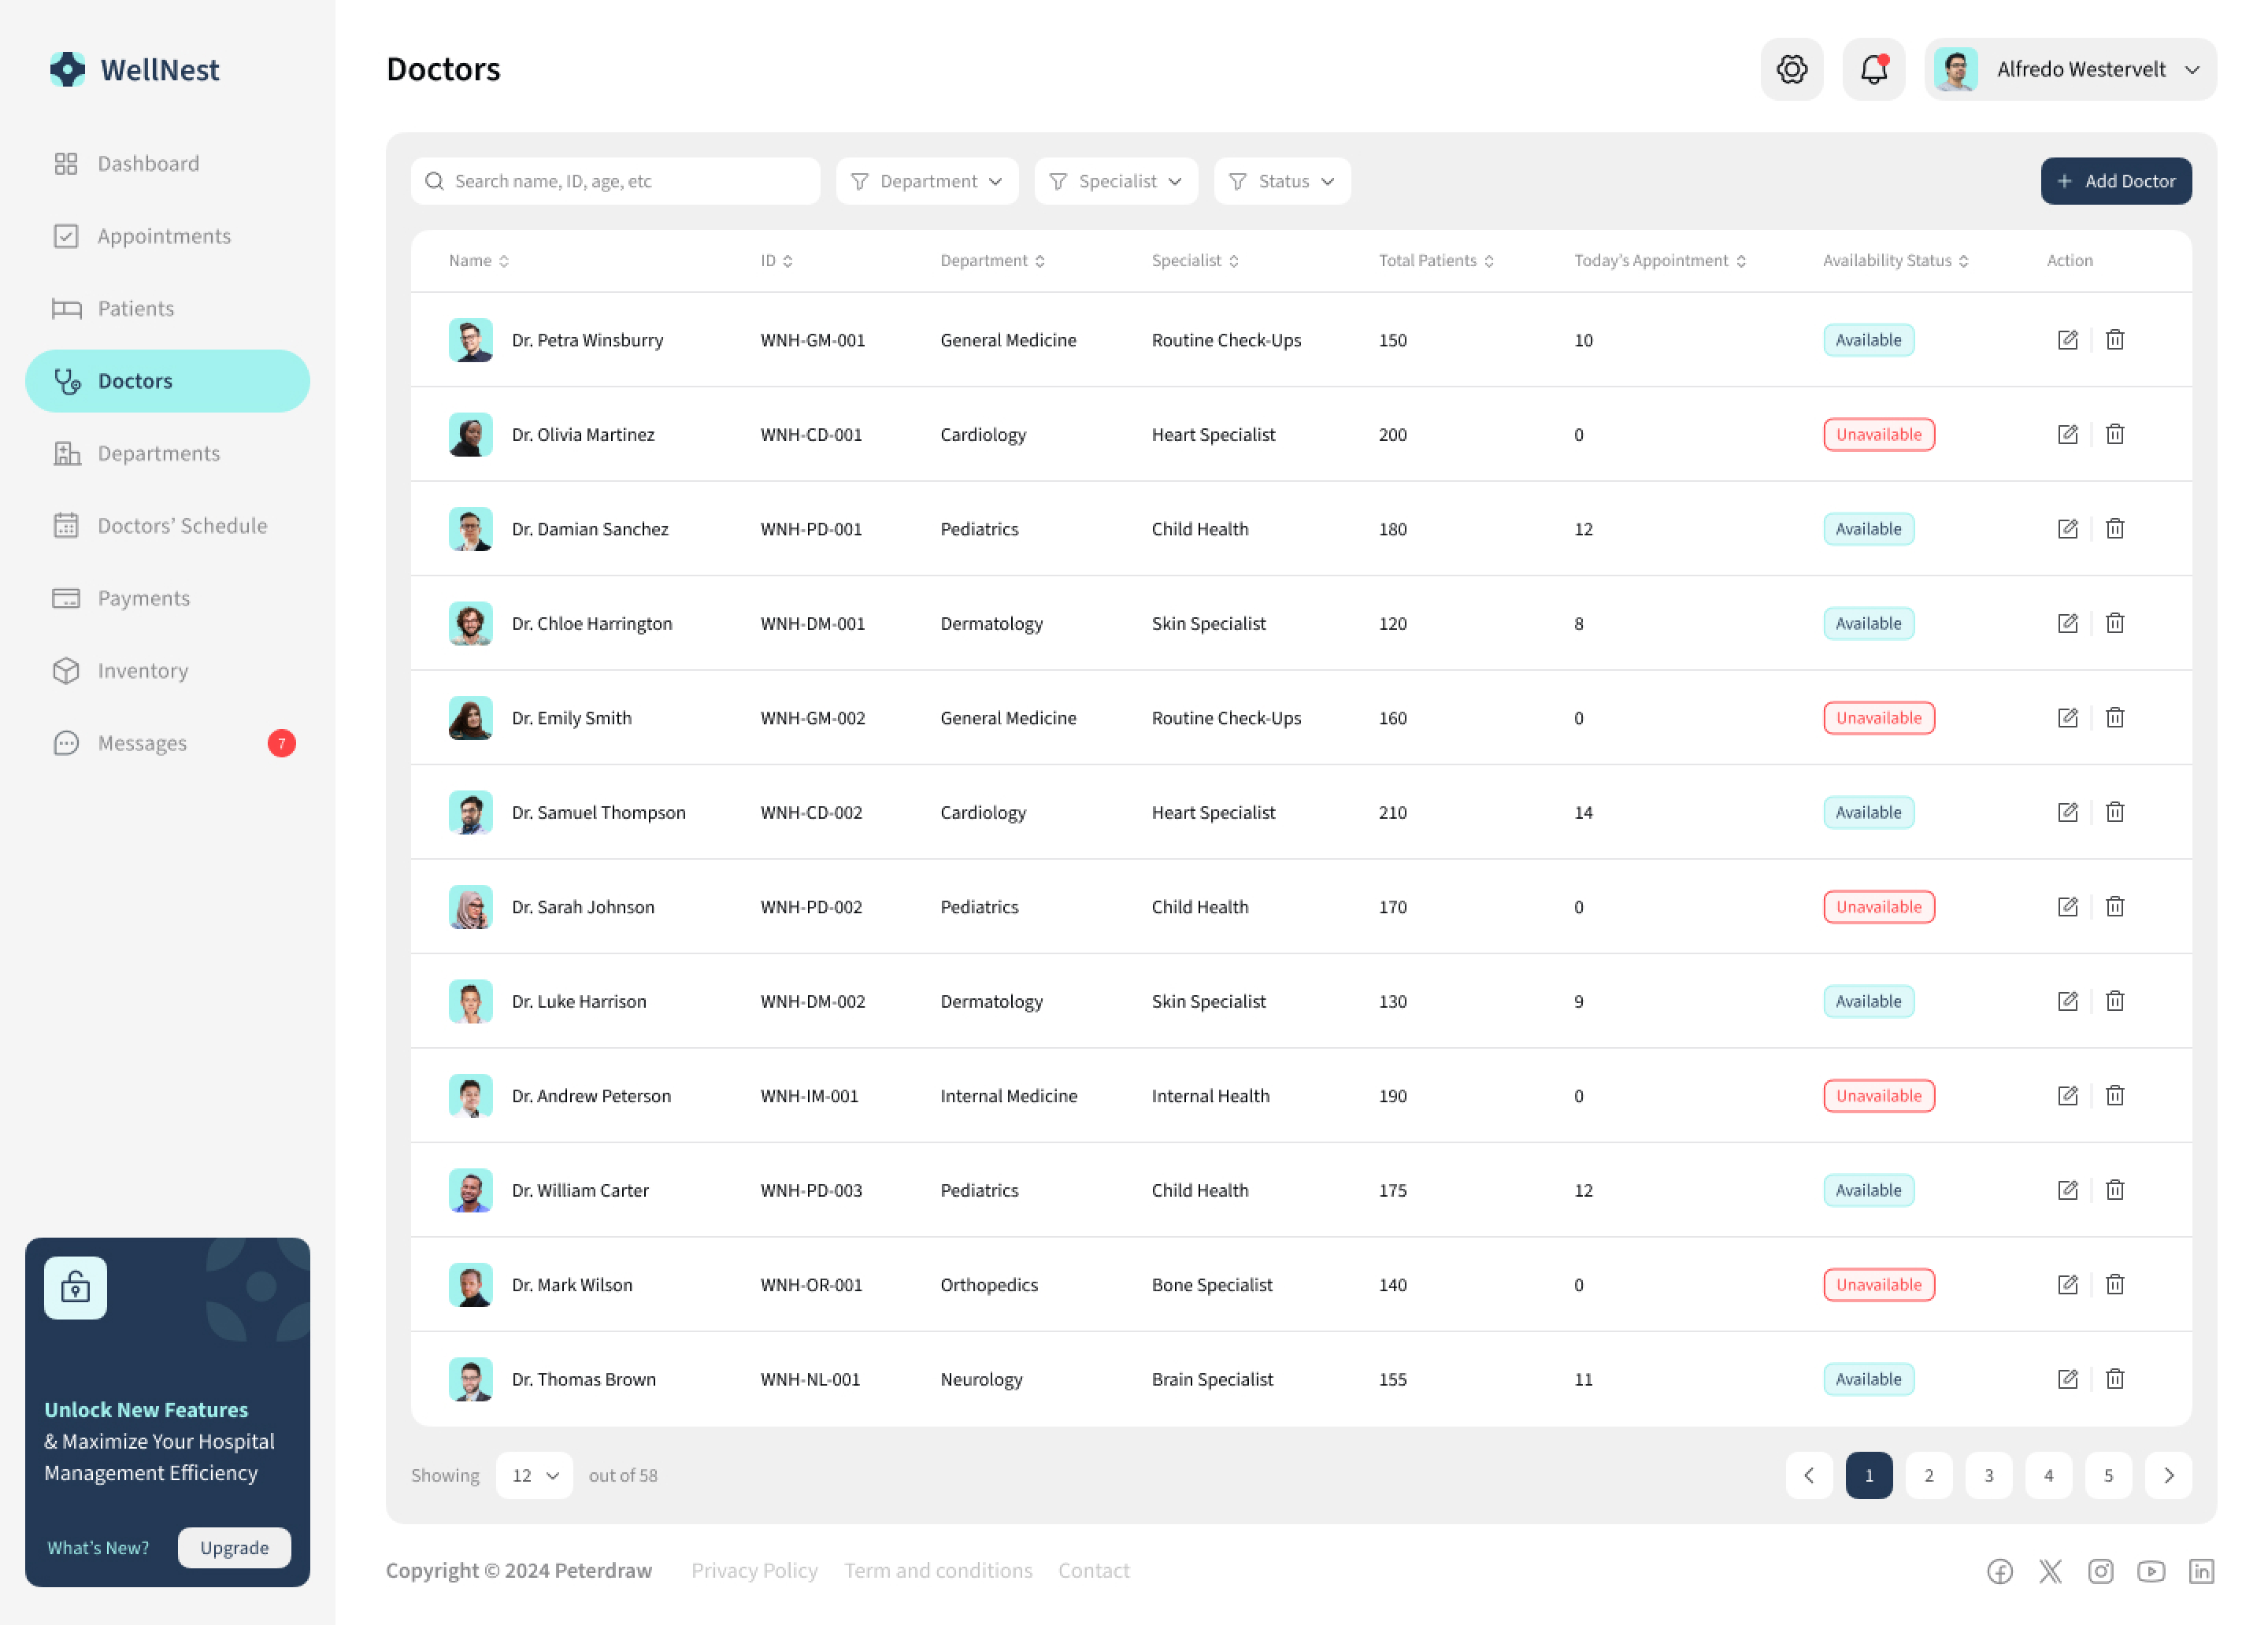 WellNest
Doctors
Alfredo Westervelt
Dashboard
Appointments
Patients
Doctors
Departments
Doctors’ Schedule
Payments
Inventory
Messages 7
Unlock New Features
& Maximize Your Hospital
Management Efficiency
What’s New? Upgrade
Search name, ID, age, etc Department Specialist Status + Add Doctor
Name ID Department Specialist Total Patients Today’s Appointment Availability Status Action
Dr. Petra Winsburry WNH-GM-001 General Medicine Routine Check-Ups 150 10 Available
Dr. Olivia Martinez WNH-CD-001 Cardiology Heart Specialist 200 0 Unavailable
Dr. Damian Sanchez WNH-PD-001 Pediatrics Child Health 180 12 Available
Dr. Chloe Harrington WNH-DM-001 Dermatology Skin Specialist 120 8 Available
Dr. Emily Smith WNH-GM-002 General Medicine Routine Check-Ups 160 0 Unavailable
Dr. Samuel Thompson WNH-CD-002 Cardiology Heart Specialist 210 14 Available
Dr. Sarah Johnson WNH-PD-002 Pediatrics Child Health 170 0 Unavailable
Dr. Luke Harrison WNH-DM-002 Dermatology Skin Specialist 130 9 Available
Dr. Andrew Peterson WNH-IM-001 Internal Medicine Internal Health 190 0 Unavailable
Dr. William Carter WNH-PD-003 Pediatrics Child Health 175 12 Available
Dr. Mark Wilson WNH-OR-001 Orthopedics Bone Specialist 140 0 Unavailable
Dr. Thomas Brown WNH-NL-001 Neurology Brain Specialist 155 11 Available
Showing 12 out of 58 1 2 3 4 5
Copyright © 2024 Peterdraw Privacy Policy Term and conditions Contact